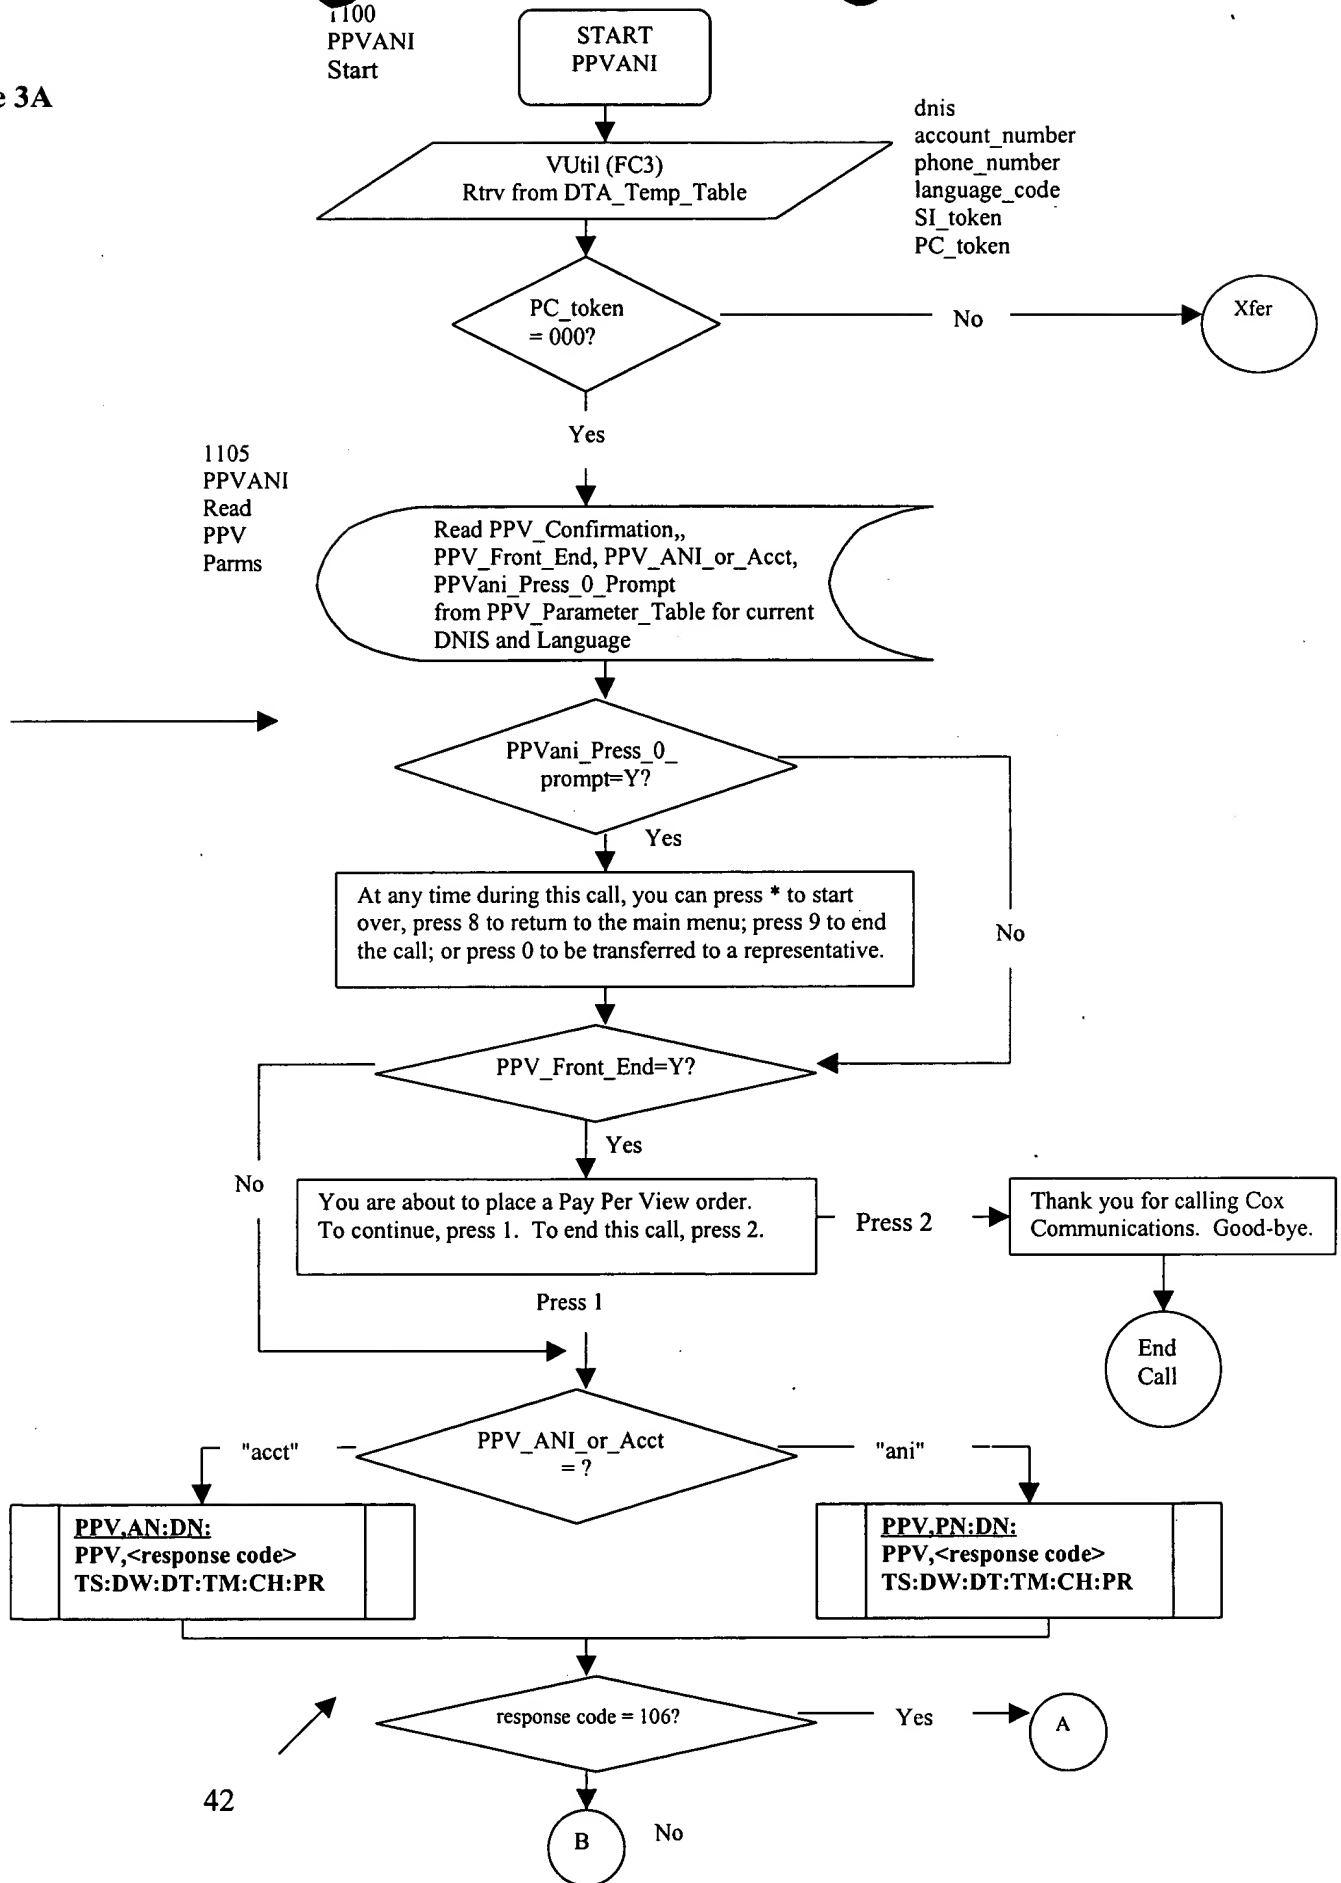 1100
PPVANI
Start
START
PPVANI
e 3A
dnis
account_number
phone_number
language_code
SI_token
PC_token
VUtil (FC3)
Rtrv from DTA_Temp_Table
PC_token
= 000?
No
Xfer
Yes
1105
PPVANI
Read
PPV
Parms
Read PPV_Confirmation,,
PPV_Front_End, PPV_ANI_or_Acct,
PPVani_Press_0_Prompt
from PPV_Parameter_Table for current
DNIS and Language
PPVani_Press_0_
prompt=Y?
Yes
At any time during this call, you can press * to start
over, press 8 to return to the main menu; press 9 to end
the call; or press 0 to be transferred to a representative.
No
PPV_Front_End=Y?
Yes
No
You are about to place a Pay Per View order.
To continue, press 1. To end this call, press 2.
Press 2
Thank you for calling Cox
Communications. Good-bye.
Press 1
End
Call
PPV_ANI_or_Acct
= ?
"acct"
"ani"
PPV,AN:DN:
PPV,<response code>
TS:DW:DT:TM:CH:PR
PPV,PN:DN:
PPV,<response code>
TS:DW:DT:TM:CH:PR
response code = 106?
Yes
A
42
B
No